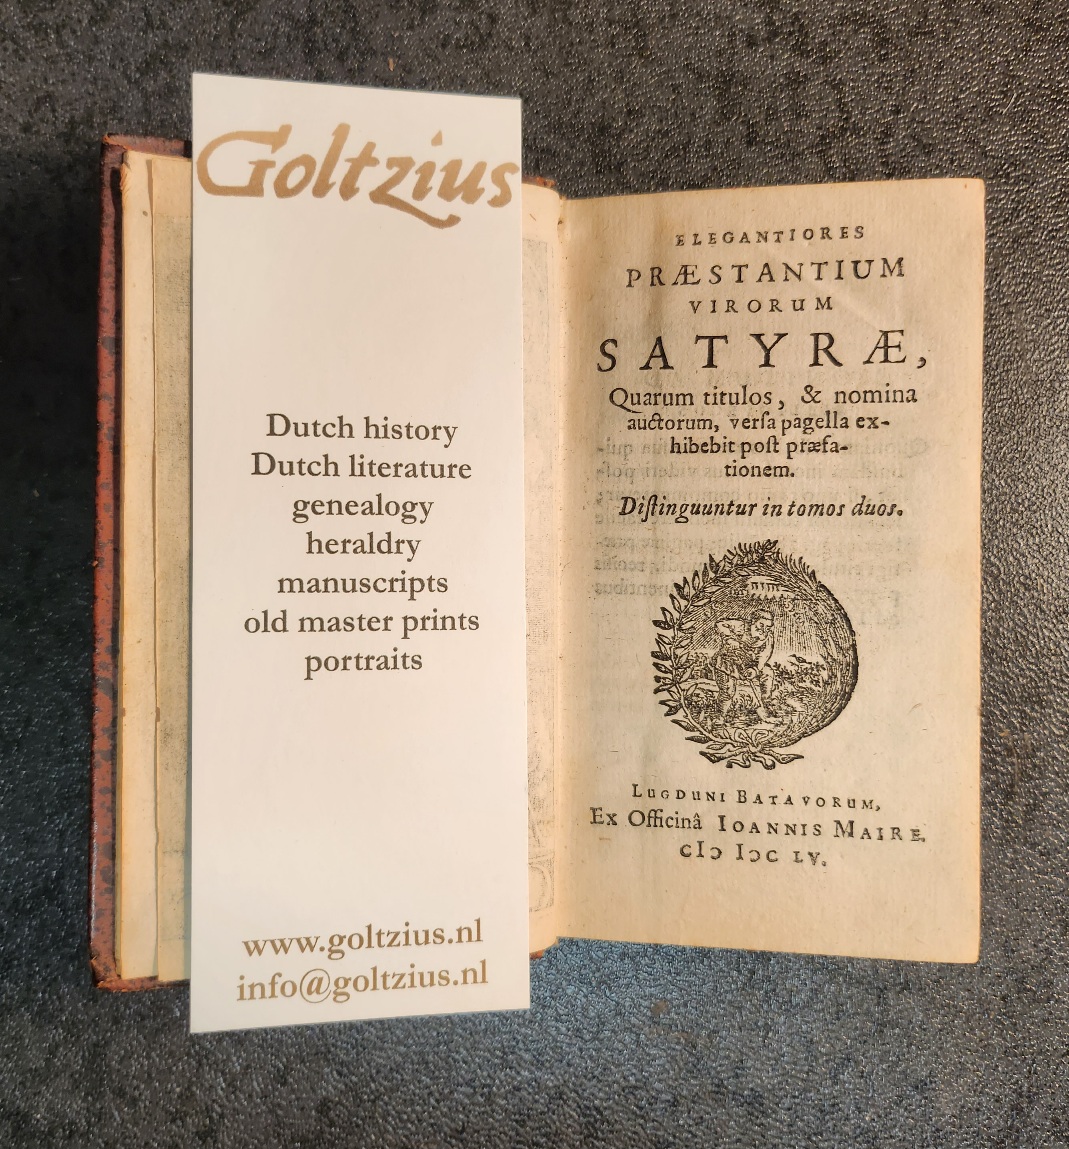 Goltzius
Dutch history
Dutch literature
genealogy
heraldry
manuscripts
old master prints
portraits
www.goltzius.nl
info@goltzius.nl
ELEGANTIORES
PRÆSTANTIUM
VIRORUM
SATYRÆ,
Quarum titulos, & nomina
auctorum, verſa pagella ex-
hibebit poſt præfa-
tionem.
Diſtinguuntur in tomos duos.
LUGDUNI BATAVORUM,
Ex Officinâ IOANNIS MAIRE.
cIↄ Iↄc LV.